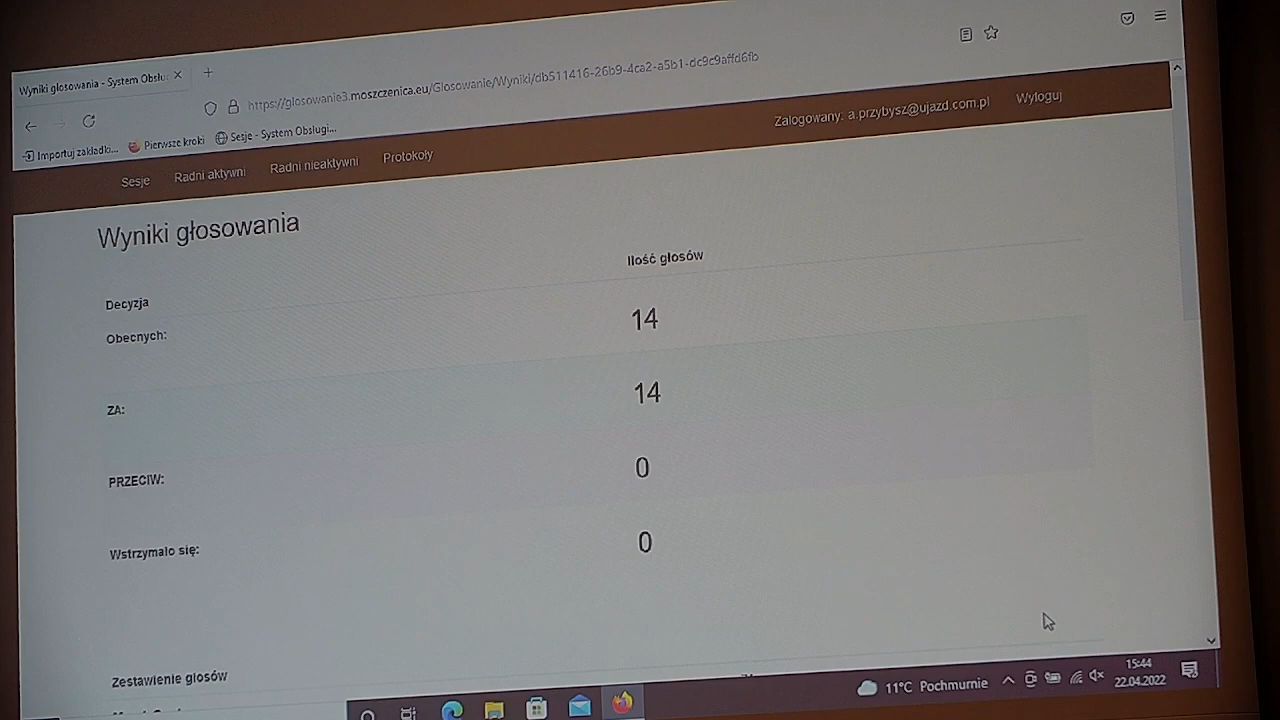 Wyniki głosowania - System Obsłu
https://glosowanie3.moszczenica.eu/Glosowanie/Wyniki/db511416-26b9-4ca2-a5b1-dc9c9affd6fb
Importuj zakładki... Pierwsze kroki Sesje - System Obsługi...
Sesje Radni aktywni Radni nieaktywni Protokoły Zalogowany: a.przybysz@ujazd.com.pl Wyloguj
Wyniki głosowania
Decyzja Ilość głosów
Obecnych: 14
ZA: 14
PRZECIW: 0
Wstrzymało się: 0
Zestawienie głosów
11°C Pochmurnie 15:44
22.04.2022